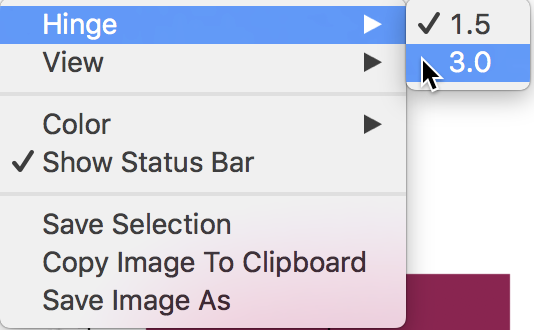 Hinge
1.5
View
3.0
Color
Show Status Bar
Save Selection
Copy Image To Clipboard
Save Image As